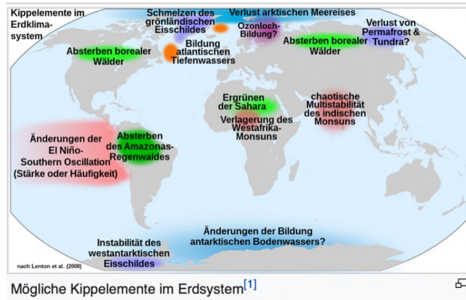 Kippelemente im
Erdklima-
system
Schmelzen des
grönländischen
Eisschildes
Verlust arktischen Meereises
Ozonloch-
Bildung?
Verlust von
Permafrost &
Tundra?
Absterben borealer
Wälder
Bildung
atlantischen
Tiefenwassers
Absterben borealer
Wälder
Ergrünen
der Sahara
Verlagerung des
Westafrika-
Monsuns
chaotische
Multistabilität
des indischen
Monsuns
Änderungen der
El Niño-
Southern Oscillation
(Stärke oder Häufigkeit)
Absterben
des Amazonas-
Regenwaldes
Änderungen der Bildung
antarktischen Bodenwassers?
Instabilität des
westantarktischen
Eisschildes
nach Lenton et al. (2008)
Mögliche Kippelemente im Erdsystem[1]